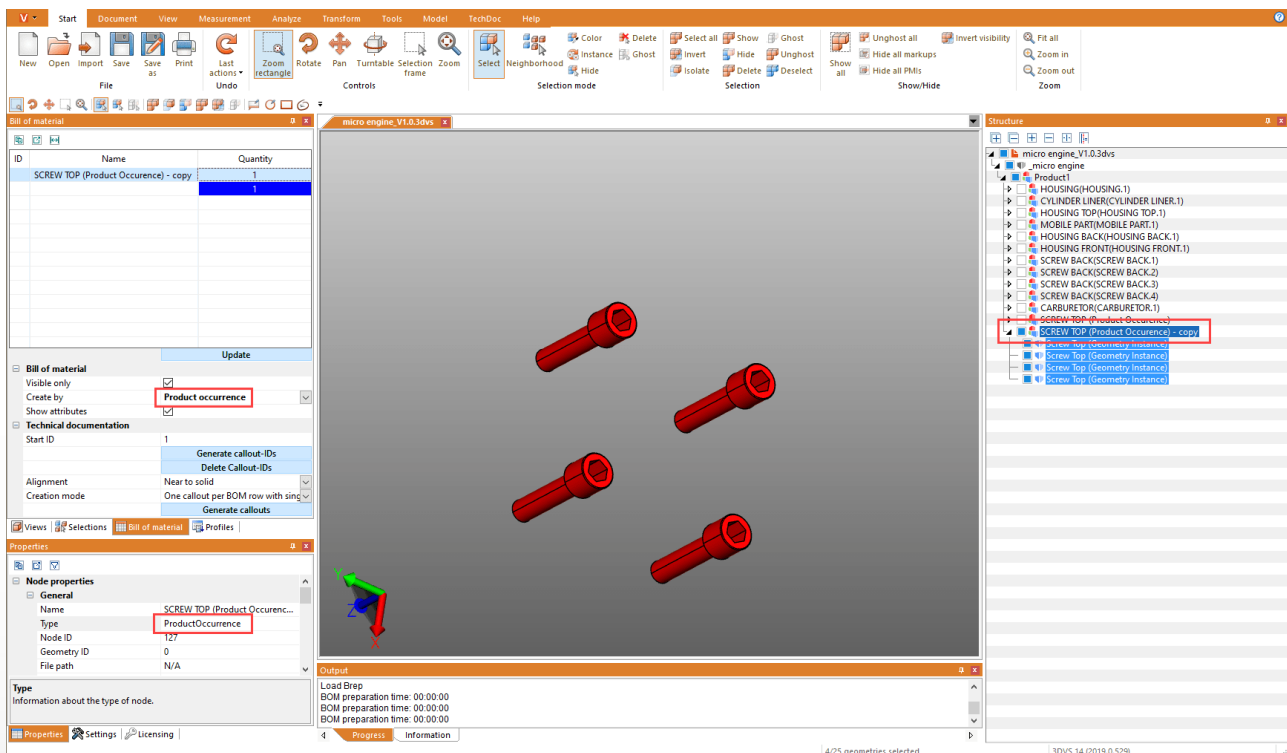 V Start Document View Measurement Analyze Transform Tools Model TechDoc Help
New Open Import Save Save as Print
File
Last actions
Undo
Zoom rectangle Rotate Pan Turntable Selection frame Zoom
Controls
Select Neighborhood Color Delete
Instance Ghost
Hide
Selection mode
Select all Show Ghost
Invert Hide Unghost
Isolate Delete Deselect
Selection
Show all Unghost all Invert visibility
Hide all markups
Hide all PMIs
Show/Hide
Fit all
Zoom in
Zoom out
Zoom
Bill of material
ID Name Quantity
SCREW TOP (Product Occurence) - copy 1
1
Update
Bill of material
Visible only
Create by Product occurrence
Show attributes
Technical documentation
Start ID 1
Generate callout-IDs
Delete Callout-IDs
Alignment Near to solid
Creation mode One callout per BOM row with sing
Generate callouts
Views Selections Bill of material Profiles
Properties
Node properties
General
Name SCREW TOP (Product Occurenc...
Type ProductOccurrence
Node ID 127
Geometry ID 0
File path N/A
Type
Information about the type of node.
Properties Settings Licensing
micro engine_V1.0.3dvs
Y
Z
X
Output
Load Brep
BOM preparation time: 00:00:00
BOM preparation time: 00:00:00
BOM preparation time: 00:00:00
Progress Information
Structure
micro engine_V1.0.3dvs
_micro engine
Product1
HOUSING(HOUSING.1)
CYLINDER LINER(CYLINDER LINER.1)
HOUSING TOP(HOUSING TOP.1)
MOBILE PART(MOBILE PART.1)
HOUSING BACK(HOUSING BACK.1)
HOUSING FRONT(HOUSING FRONT.1)
SCREW BACK(SCREW BACK.1)
SCREW BACK(SCREW BACK.2)
SCREW BACK(SCREW BACK.3)
SCREW BACK(SCREW BACK.4)
CARBURETOR(CARBURETOR.1)
SCREW TOP (Product Occurence)
SCREW TOP (Product Occurence) - copy
Screw Top (Geometry Instance)
Screw Top (Geometry Instance)
Screw Top (Geometry Instance)
Screw Top (Geometry Instance)
4/25 geometries selected
3DVS 14 (2019.0.529)